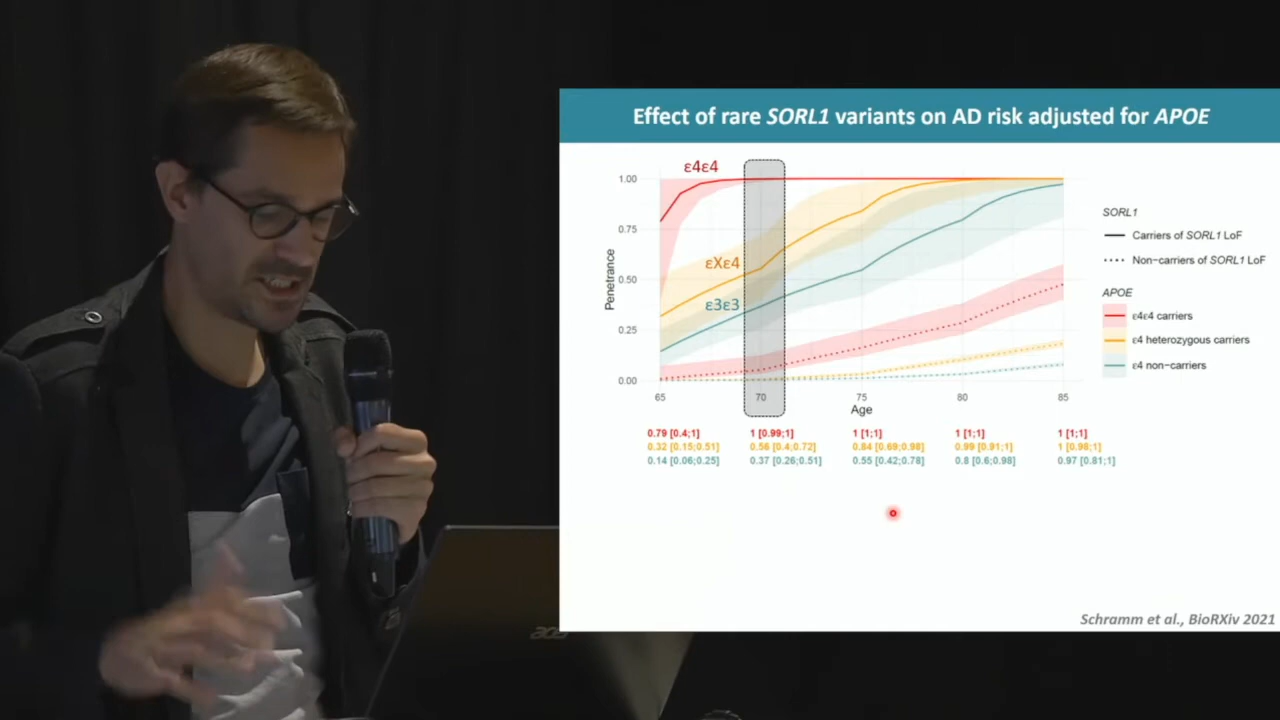 Effect of rare SORL1 variants on AD risk adjusted for APOE
ε4ε4
εXε4
ε3ε3
1.00
0.75
0.50
0.25
0.00
Penetrance
65 70 75 80 85
Age
SORL1
Carriers of SORL1 LoF
Non-carriers of SORL1 LoF
APOE
ε4ε4 carriers
ε4 heterozygous carriers
ε4 non-carriers
0.79 [0.4;1] 1 [0.99;1] 1 [1;1] 1 [1;1] 1 [1;1]
0.32 [0.15;0.51] 0.56 [0.4;0.72] 0.84 [0.69;0.98] 0.99 [0.91;1] 1 [0.98;1]
0.14 [0.06;0.25] 0.37 [0.26;0.51] 0.55 [0.42;0.78] 0.8 [0.6;0.98] 0.97 [0.81;1]
Schramm et al., BioRXiv 2021
acer